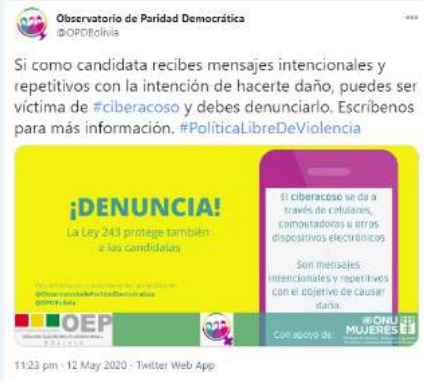 Observatorio de Paridad Democrática
@OPDBolivia
Si como candidata recibes mensajes intencionales y
repetitivos con la intención de hacerte daño, puedes ser
víctima de #ciberacoso y debes denunciarlo. Escríbenos
para más información. #PolíticaLibreDeViolencia
¡DENUNCIA!
La Ley 243 protege también
a las candidatas
@ObservatoriodeParidadDemocratica
@OPDBolivia
El ciberacoso se da a
través de celulares,
computadoras u otros
dispositivos electrónicos
Son mensajes
intencionales y repetitivos
con el objetivo de causar
daño.
OEP
BOLIVIA
Con apoyo de:
ONU
MUJERES
11:23 pm · 12 May 2020 · Twitter Web App